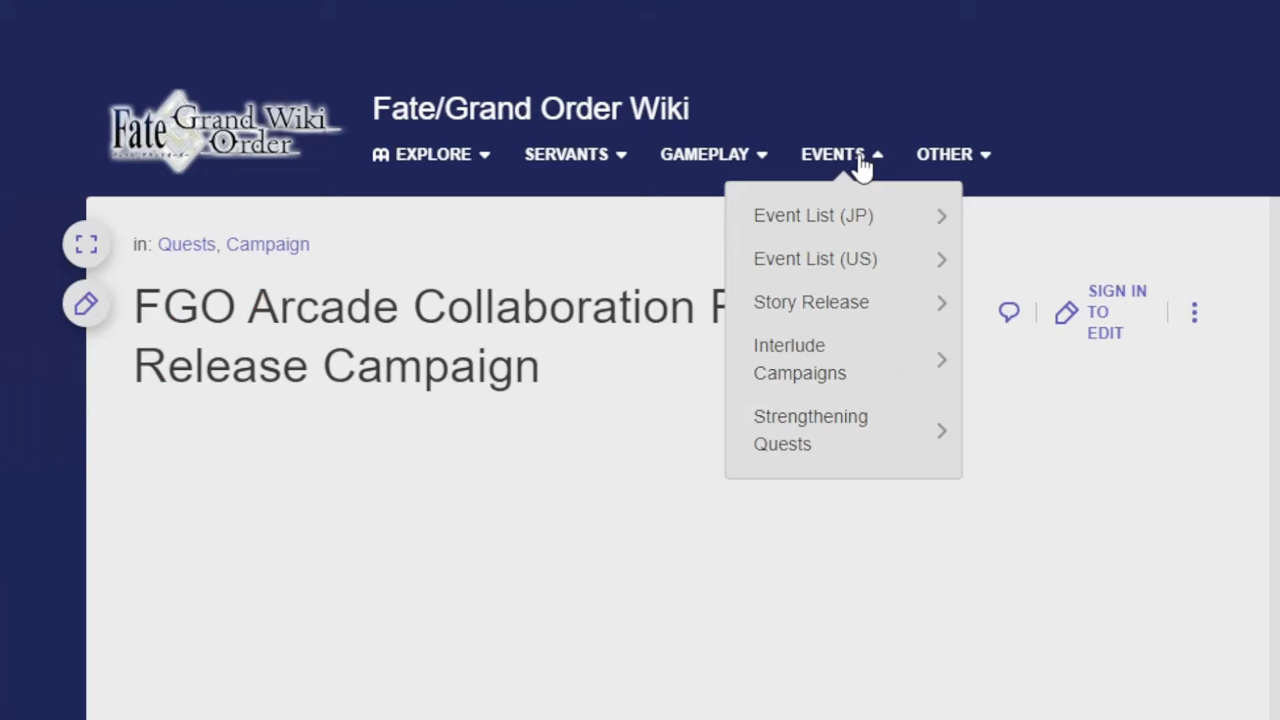 Fate/Grand Order Wiki
Fate Grand Wiki
Order
EXPLORE
SERVANTS
GAMEPLAY
EVENTS
OTHER
Event List (JP)
Event List (US)
Story Release
Interlude
Campaigns
Strengthening
Quests
in: Quests, Campaign
FGO Arcade Collaboration
Release Campaign
SIGN IN
TO
EDIT